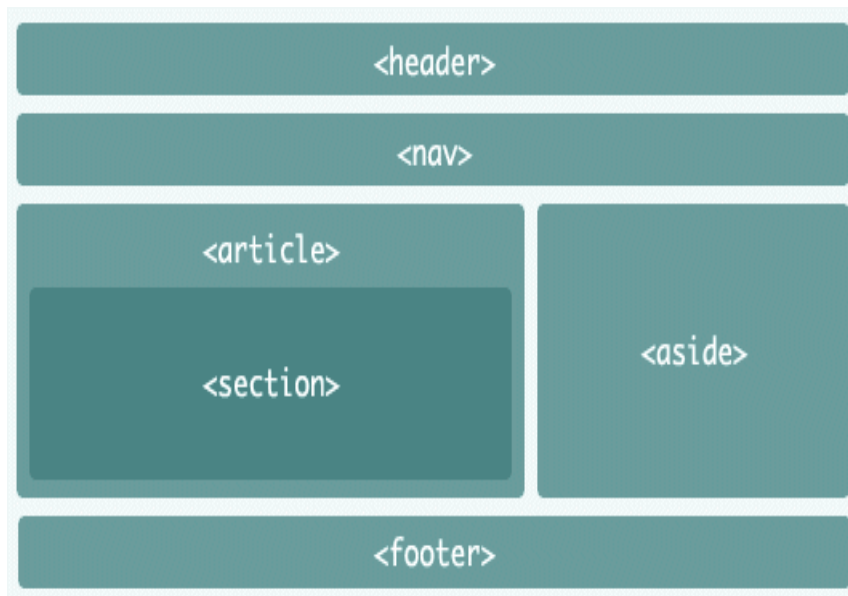 <header>
<nav>
<article>
<section>
<aside>
<footer>